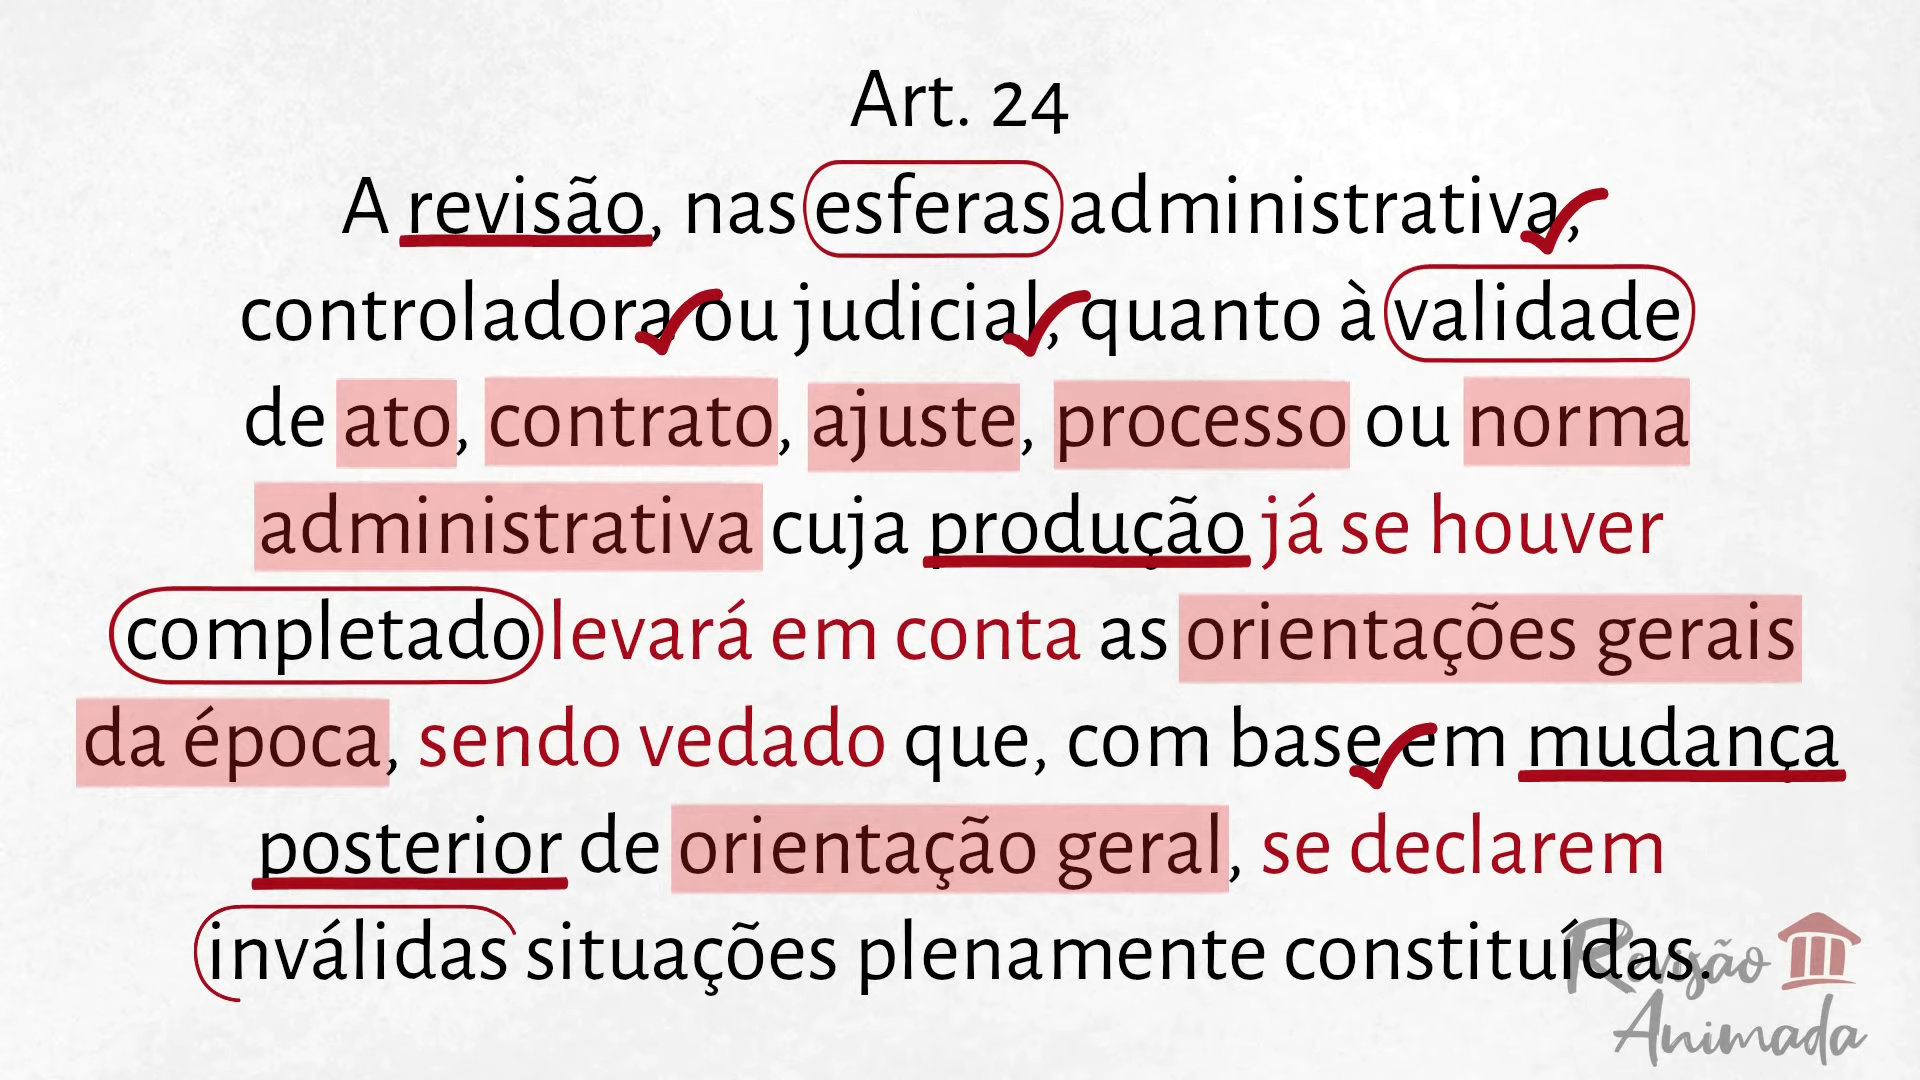 Art. 24
A revisão, nas esferas administrativa,
controladora ou judicial, quanto à validade
de ato, contrato, ajuste, processo ou norma
administrativa cuja produção já se houver
completado levará em conta as orientações gerais
da época, sendo vedado que, com base em mudança
posterior de orientação geral, se declarem
inválidas situações plenamente constituídas.
Revisão
Animada